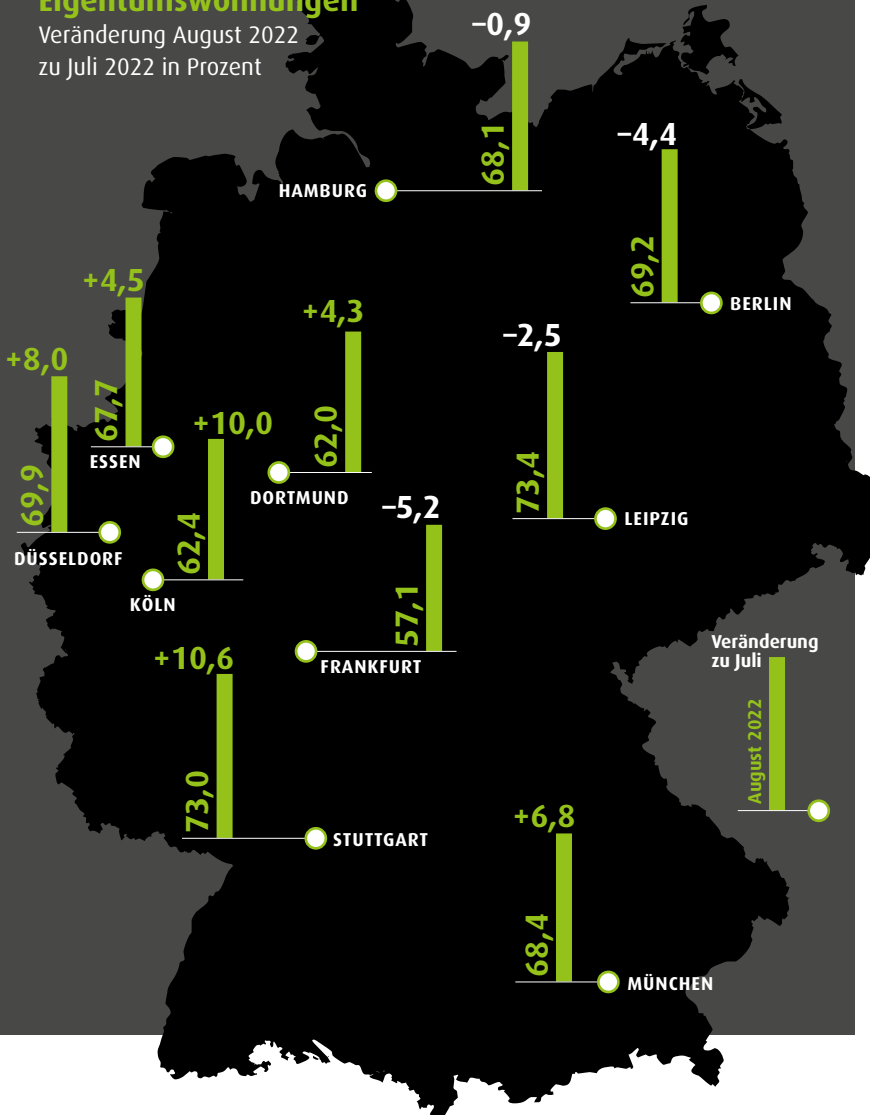 Eigentumswohnungen
Veränderung August 2022
zu Juli 2022 in Prozent
−0,9
68,1
HAMBURG
−4,4
69,2
BERLIN
+4,5
67,7
ESSEN
+4,3
62,0
DORTMUND
−2,5
73,4
LEIPZIG
+8,0
69,9
DÜSSELDORF
+10,0
62,4
KÖLN
−5,2
57,1
FRANKFURT
+10,6
73,0
STUTTGART
+6,8
68,4
MÜNCHEN
Veränderung
zu Juli
August 2022